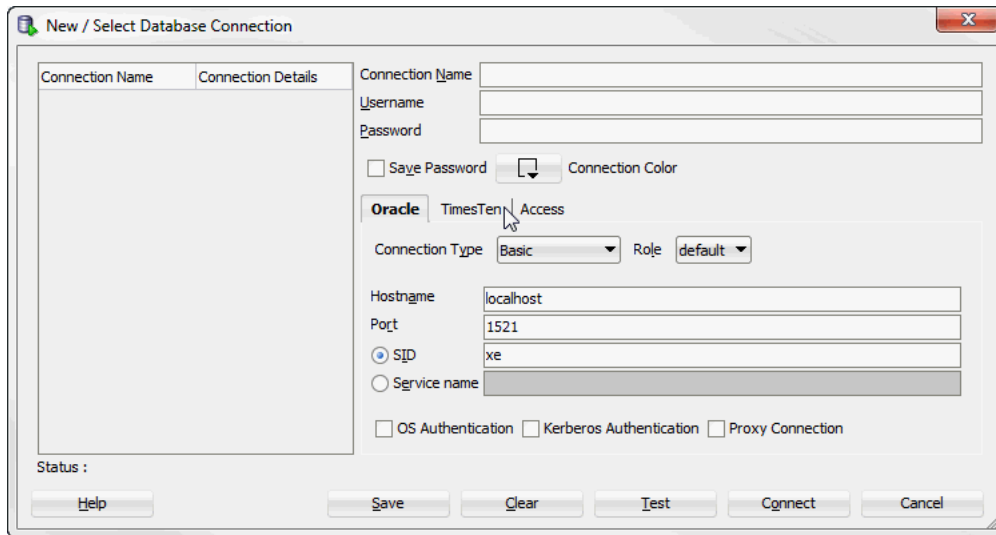 New / Select Database Connection
Connection Name Connection Details
Connection Name
Username
Password
Save Password Connection Color
Oracle TimesTen Access
Connection Type Basic Role default
Hostname localhost
Port 1521
SID xe
Service name
OS Authentication Kerberos Authentication Proxy Connection
Status :
Help Save Clear Test Connect Cancel